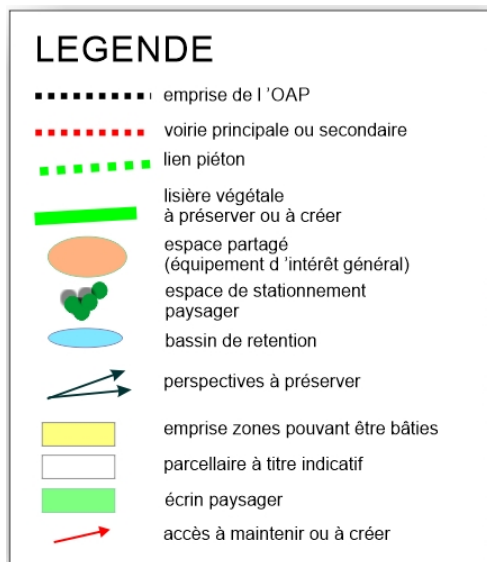 LEGENDE
emprise de l 'OAP
voirie principale ou secondaire
lien piéton
lisière végétale
à préserver ou à créer
espace partagé
(équipement d 'intérêt général)
espace de stationnement
paysager
bassin de retention
perspectives à préserver
emprise zones pouvant être bâties
parcellaire à titre indicatif
écrin paysager
accès à maintenir ou à créer